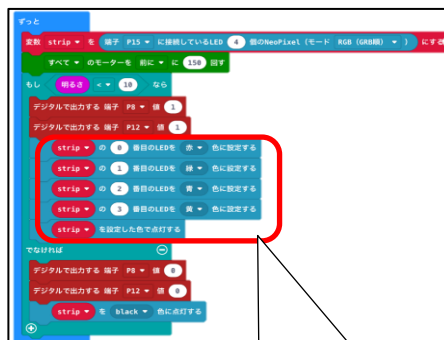 ずっと
変数 strip ▼ を 端子 P15 ▼ に接続しているLED 4 個のNeoPixel（モード RGB（GRB順） ▼ ） にする
すべて ▼ のモーターを 前に ▼ に 150 回す
もし 明るさ < ▼ 10 なら
デジタルで出力する 端子 P8 ▼ 値 1
デジタルで出力する 端子 P12 ▼ 値 1
strip ▼ の 0 番目のLEDを 赤 ▼ 色に設定する
strip ▼ の 1 番目のLEDを 緑 ▼ 色に設定する
strip ▼ の 2 番目のLEDを 青 ▼ 色に設定する
strip ▼ の 3 番目のLEDを 黄 ▼ 色に設定する
strip ▼ を設定した色で点灯する
でなければ
デジタルで出力する 端子 P8 ▼ 値 0
デジタルで出力する 端子 P12 ▼ 値 0
strip ▼ を black ▼ 色に点灯する